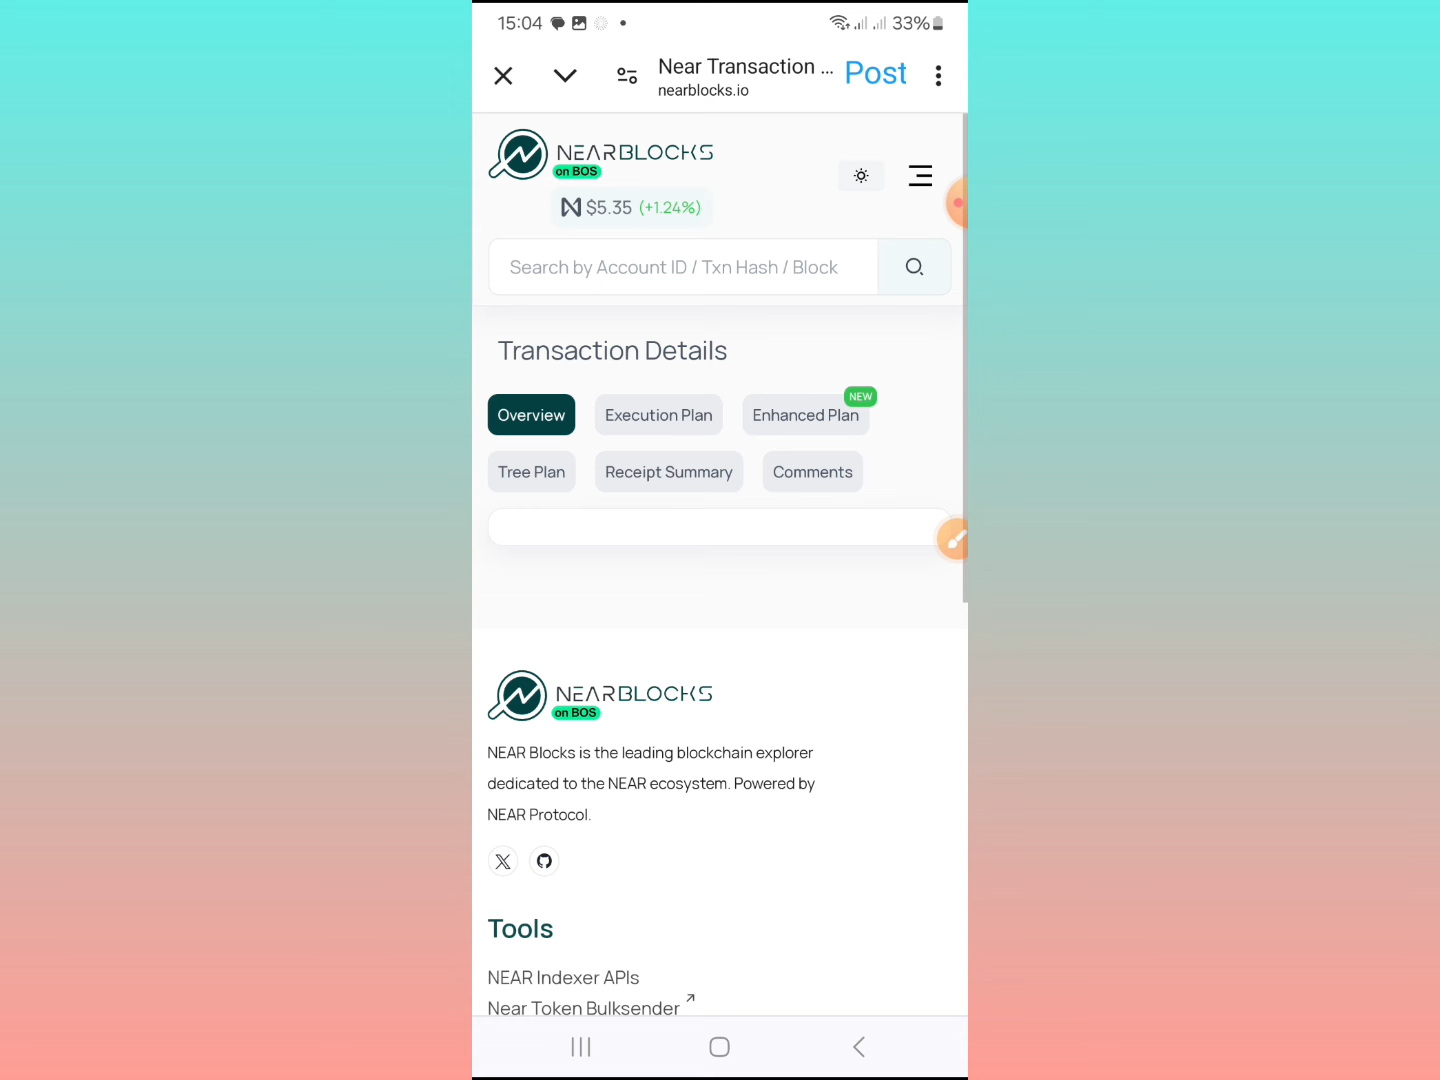 15:04 33%
Near Transaction ... Post
nearblocks.io
NEARBLOCKS
on BOS
$5.35 (+1.24%)
Search by Account ID / Txn Hash / Block
Transaction Details
NEW
Overview Execution Plan Enhanced Plan
Tree Plan Receipt Summary Comments
NEARBLOCKS
on BOS
NEAR Blocks is the leading blockchain explorer
dedicated to the NEAR ecosystem. Powered by
NEAR Protocol.
Tools
NEAR Indexer APIs
Near Token Bulksender